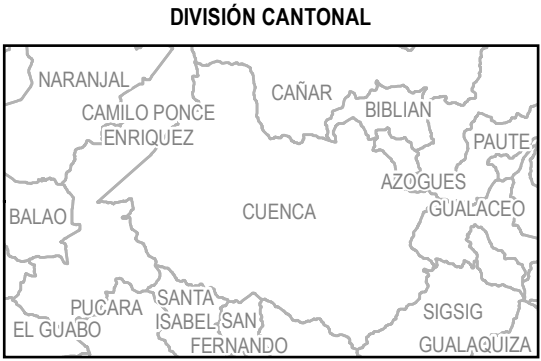 DIVISIÓN CANTONAL
NARANJAL
CAÑAR
CAMILO PONCE
ENRIQUEZ
BIBLIAN
PAUTE
AZOGUES
BALAO
CUENCA
GUALACEO
PUCARA
SANTA
ISABEL
SAN
FERNANDO
SIGSIG
EL GUABO
GUALAQUIZA